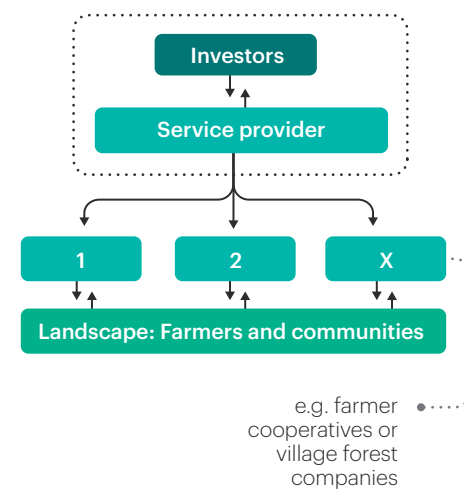 Investors
Service provider
1
2
X
Landscape: Farmers and communities
e.g. farmer
cooperatives or
village forest
companies